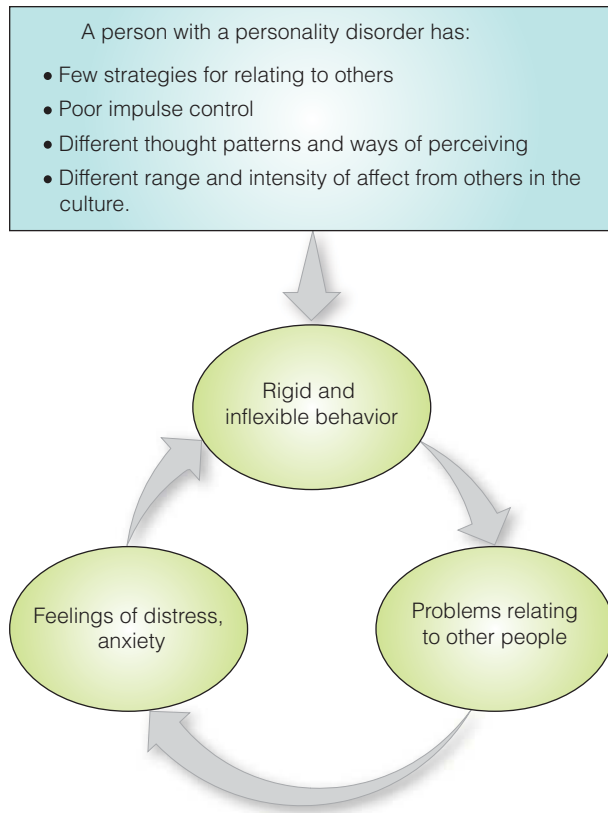 A person with a personality disorder has:
• Few strategies for relating to others
• Poor impulse control
• Different thought patterns and ways of perceiving
• Different range and intensity of affect from others in the
culture.
Rigid and
inflexible behavior
Feelings of distress,
anxiety
Problems relating
to other people